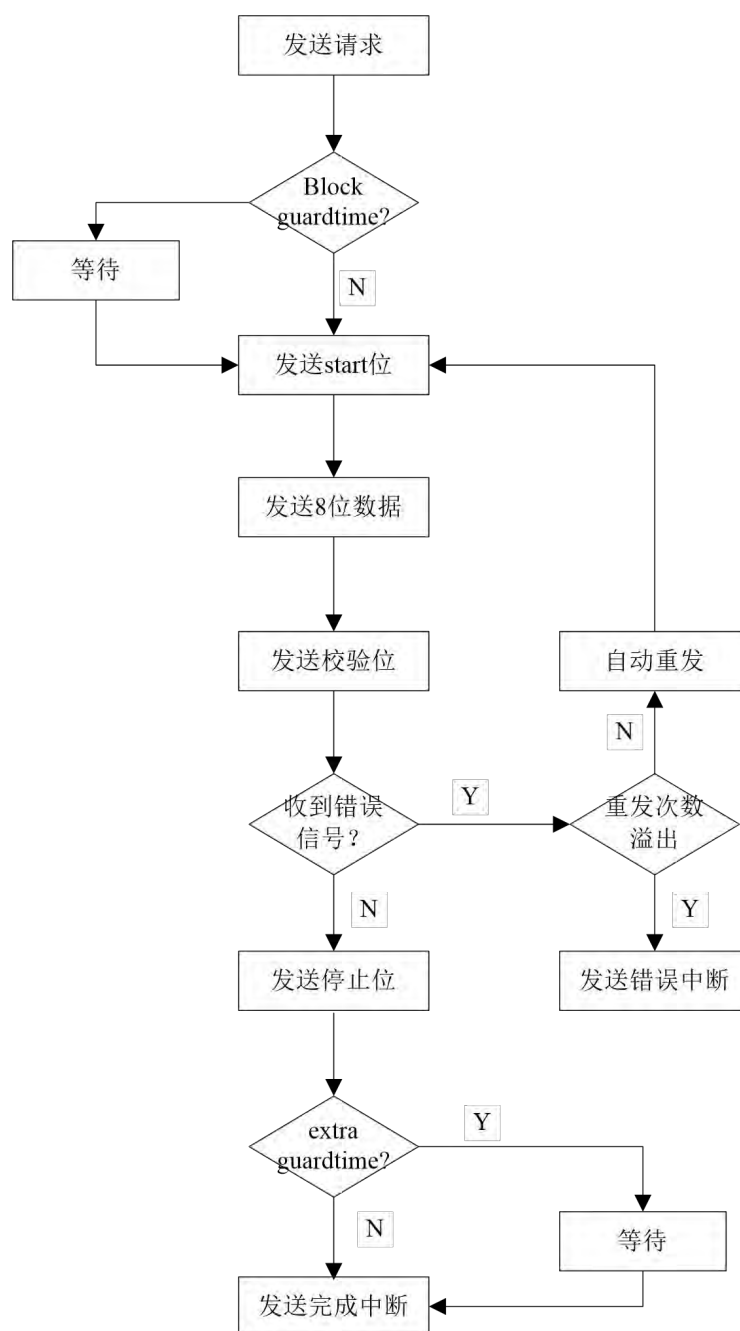 发送请求
Block
guardtime?
等待
N
发送start位
发送8位数据
发送校验位
自动重发
N
收到错误
信号？
Y
重发次数
溢出
N
Y
发送停止位
发送错误中断
extra
guardtime?
Y
N
等待
发送完成中断